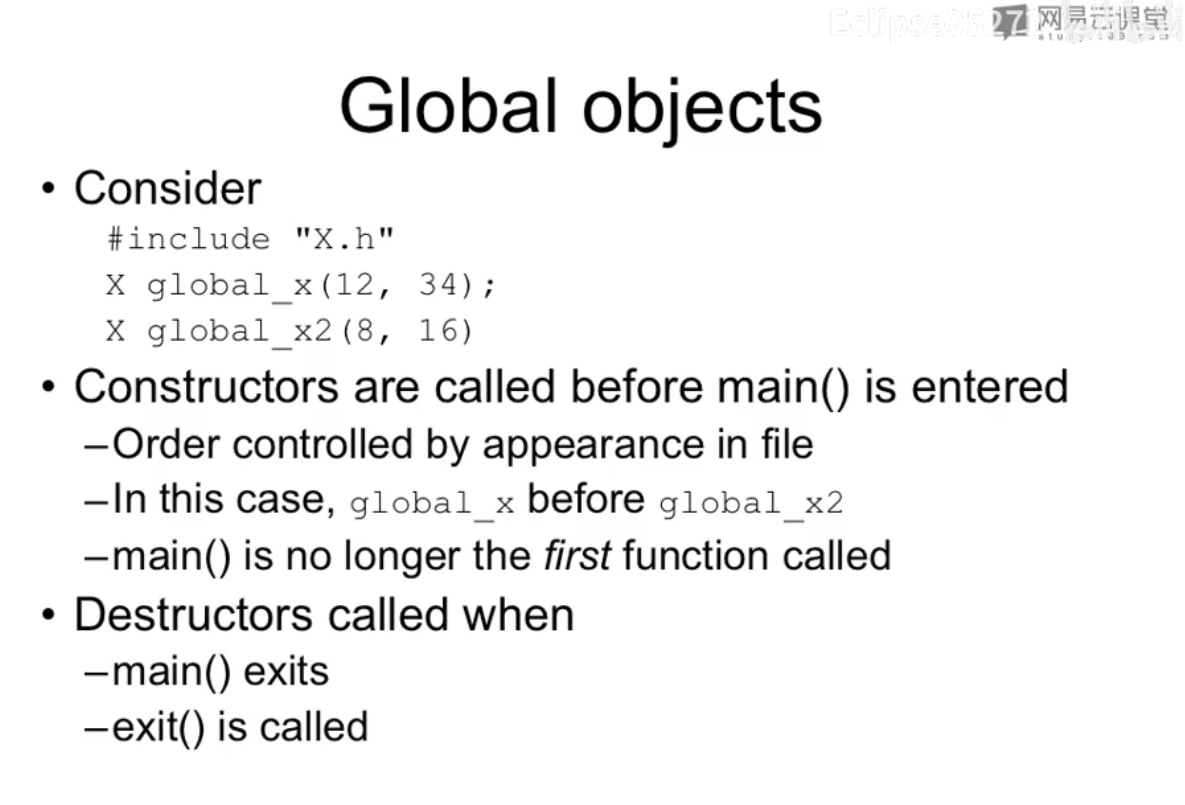 网易云课堂
Global objects
• Consider
#include "X.h"
X global_x(12, 34);
X global_x2(8, 16)
• Constructors are called before main() is entered
–Order controlled by appearance in file
–In this case, global_x before global_x2
–main() is no longer the first function called
• Destructors called when
–main() exits
–exit() is called